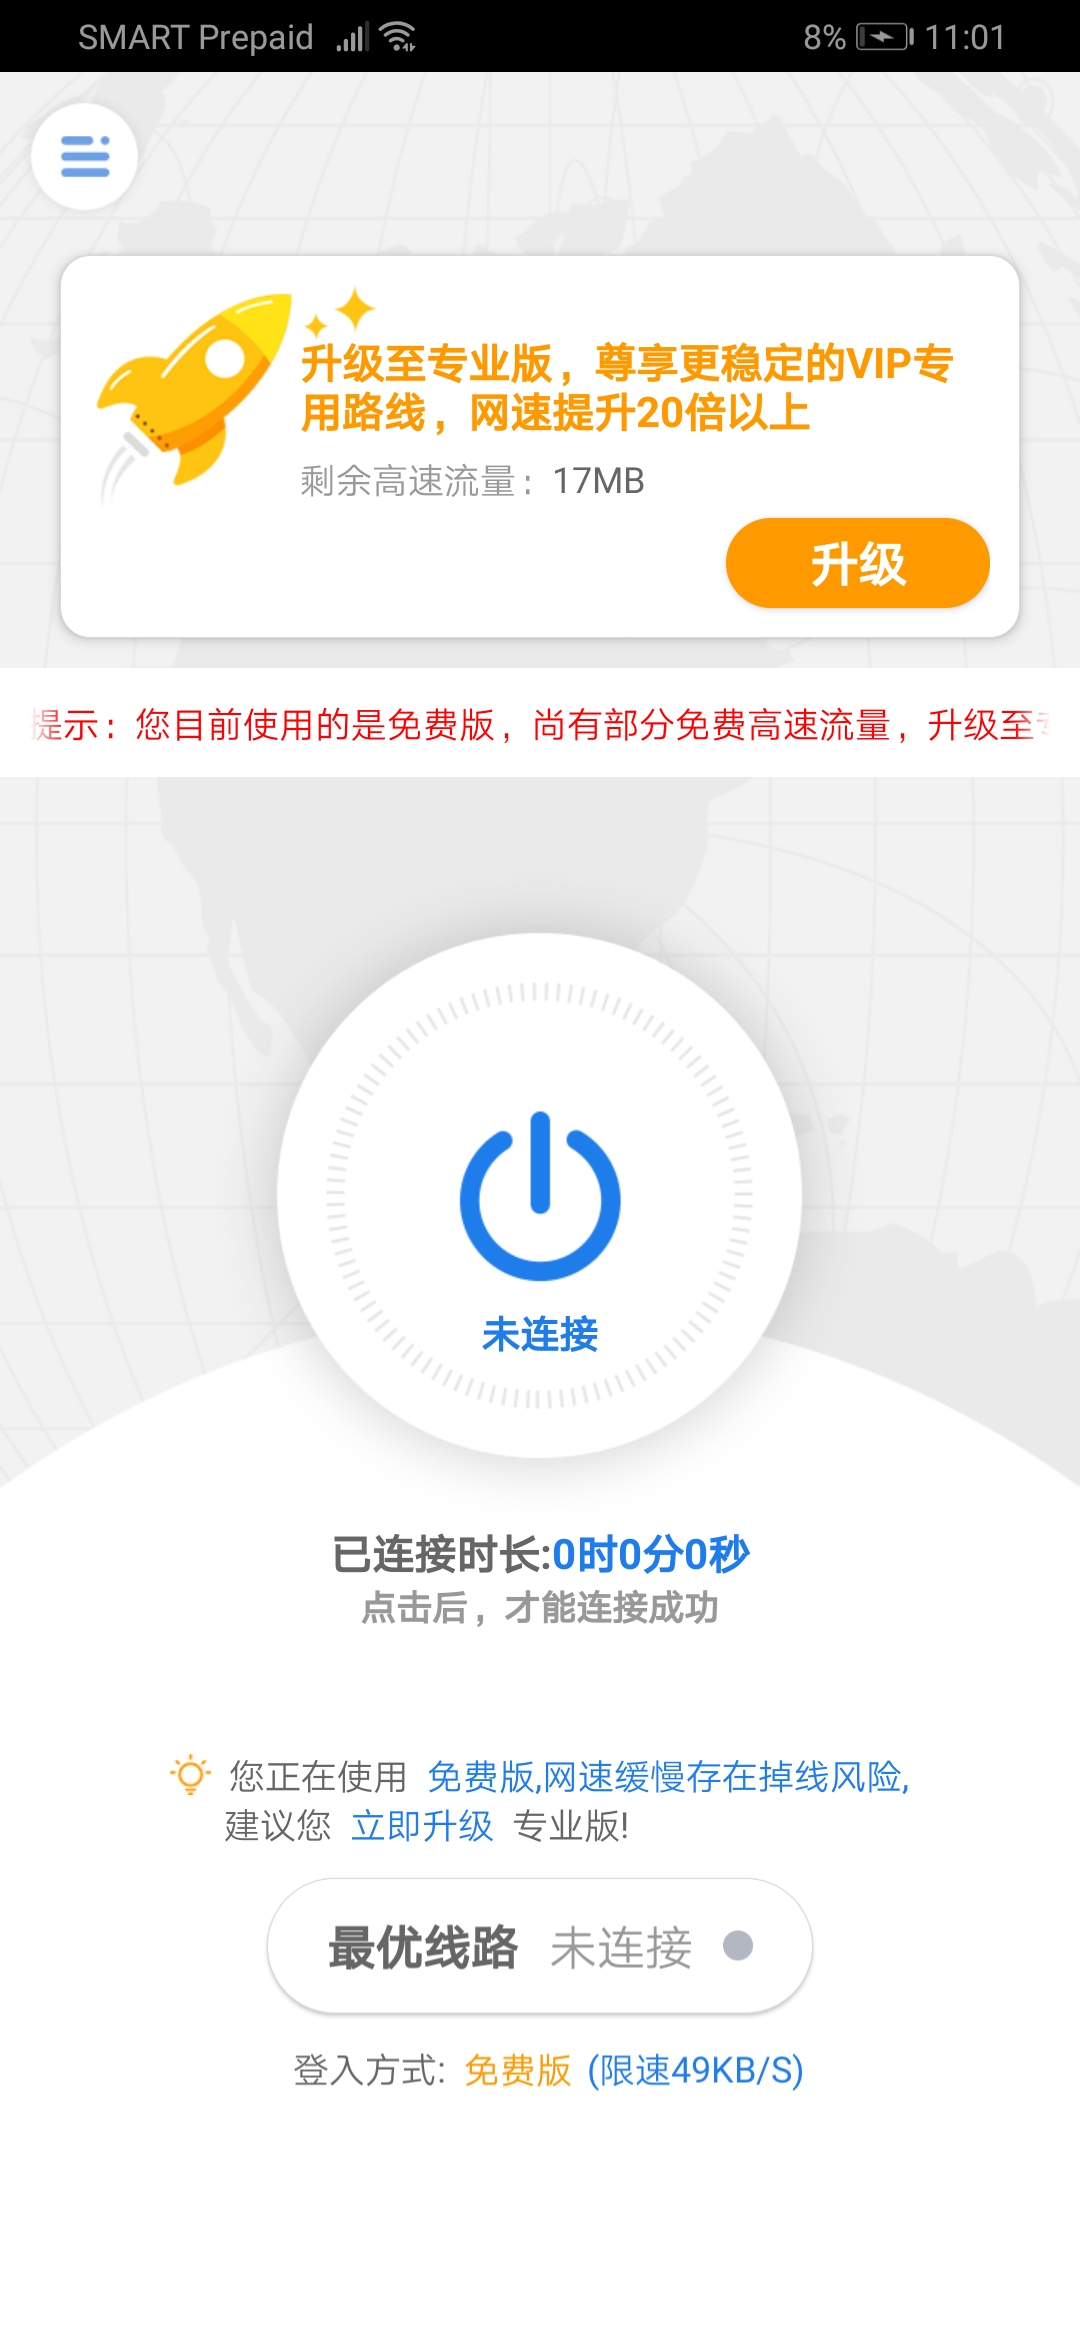 SMART Prepaid 8% 11:01
升级至专业版，尊享更稳定的VIP专
用路线，网速提升20倍以上
剩余高速流量：17MB
升级
提示：您目前使用的是免费版，尚有部分免费高速流量，升级至
未连接
已连接时长:0时0分0秒
点击后，才能连接成功
您正在使用 免费版,网速缓慢存在掉线风险,
建议您 立即升级 专业版!
最优线路 未连接
登入方式: 免费版 (限速49KB/S)